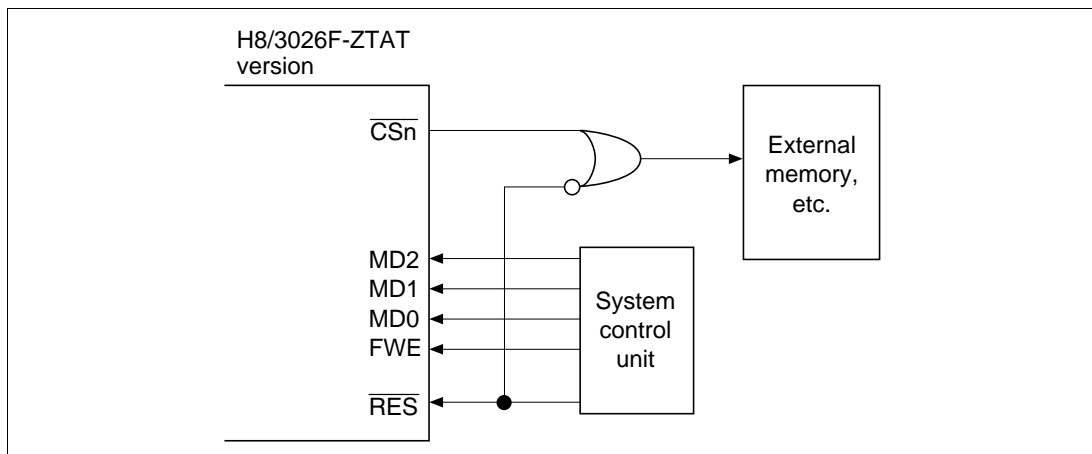 H8/3026F-ZTAT
version
CSn
External
memory,
etc.
MD2
MD1
MD0
FWE
RES
System
control
unit